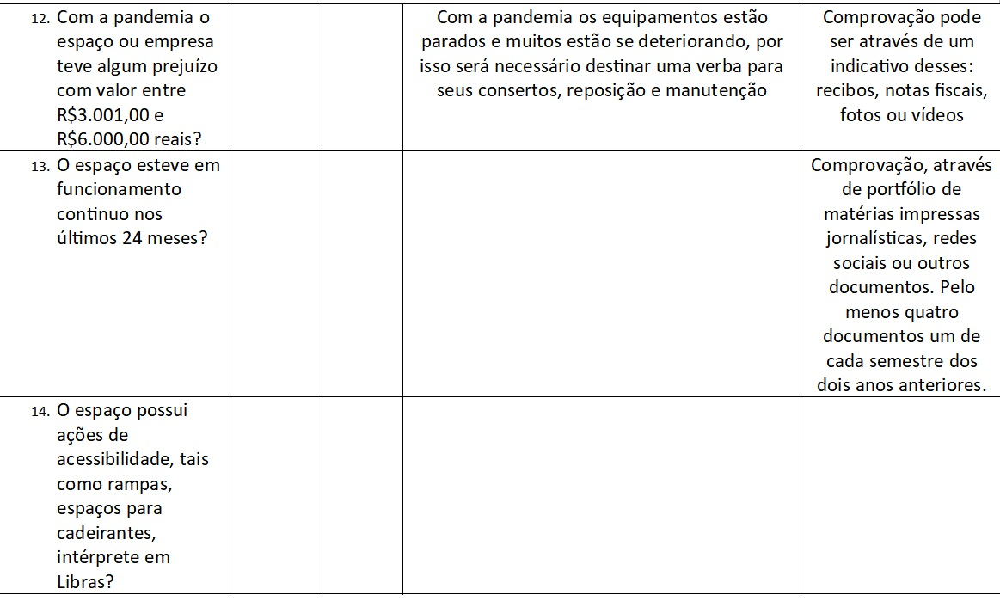 12. Com a pandemia o
espaço ou empresa
teve algum prejuízo
com valor entre
R$3.001,00 e
R$6.000,00 reais?
Com a pandemia os equipamentos estão
parados e muitos estão se deteriorando, por
isso será necessário destinar uma verba para
seus consertos, reposição e manutenção
Comprovação pode
ser através de um
indicativo desses:
recibos, notas fiscais,
fotos ou vídeos
13. O espaço esteve em
funcionamento
continuo nos
últimos 24 meses?
Comprovação, através
de portfólio de
matérias impressas
jornalísticas, redes
sociais ou outros
documentos. Pelo
menos quatro
documentos um de
cada semestre dos
dois anos anteriores.
14. O espaço possui
ações de
acessibilidade, tais
como rampas,
espaços para
cadeirantes,
intérprete em
Libras?